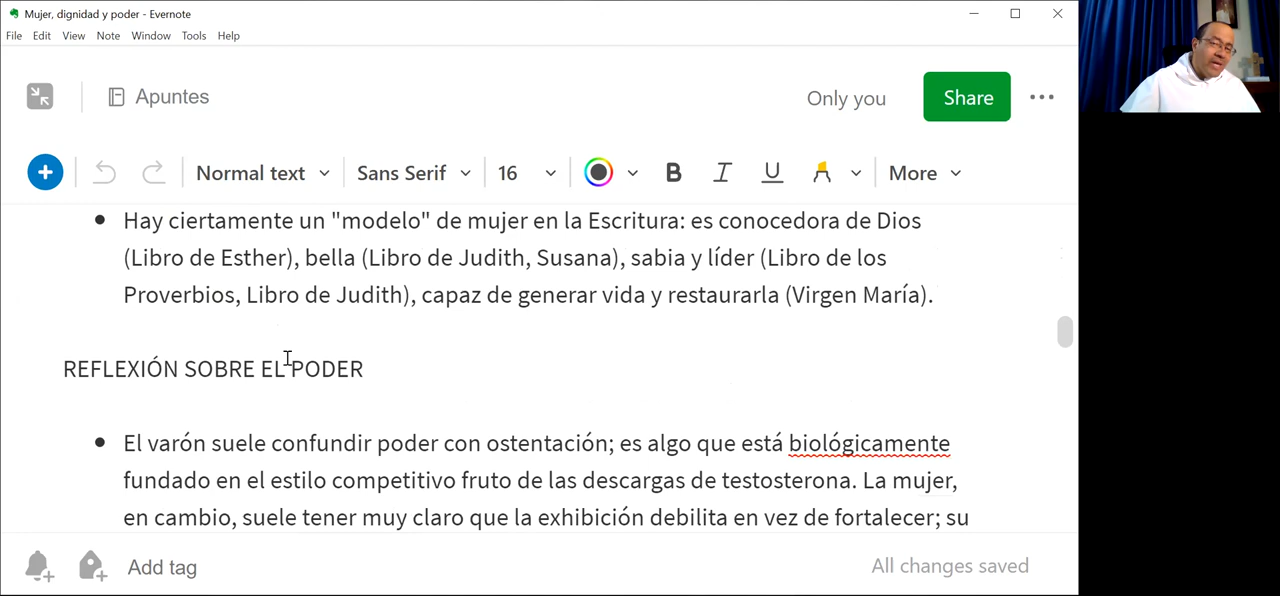 Mujer, dignidad y poder - Evernote
File Edit View Note Window Tools Help
Apuntes
Only you
Share
Normal text
Sans Serif
16
B I U
More
Hay ciertamente un "modelo" de mujer en la Escritura: es conocedora de Dios
(Libro de Esther), bella (Libro de Judith, Susana), sabia y líder (Libro de los
Proverbios, Libro de Judith), capaz de generar vida y restaurarla (Virgen María).
REFLEXIÓN SOBRE EL PODER
El varón suele confundir poder con ostentación; es algo que está biológicamente
fundado en el estilo competitivo fruto de las descargas de testosterona. La mujer,
en cambio, suele tener muy claro que la exhibición debilita en vez de fortalecer; su
Add tag
All changes saved